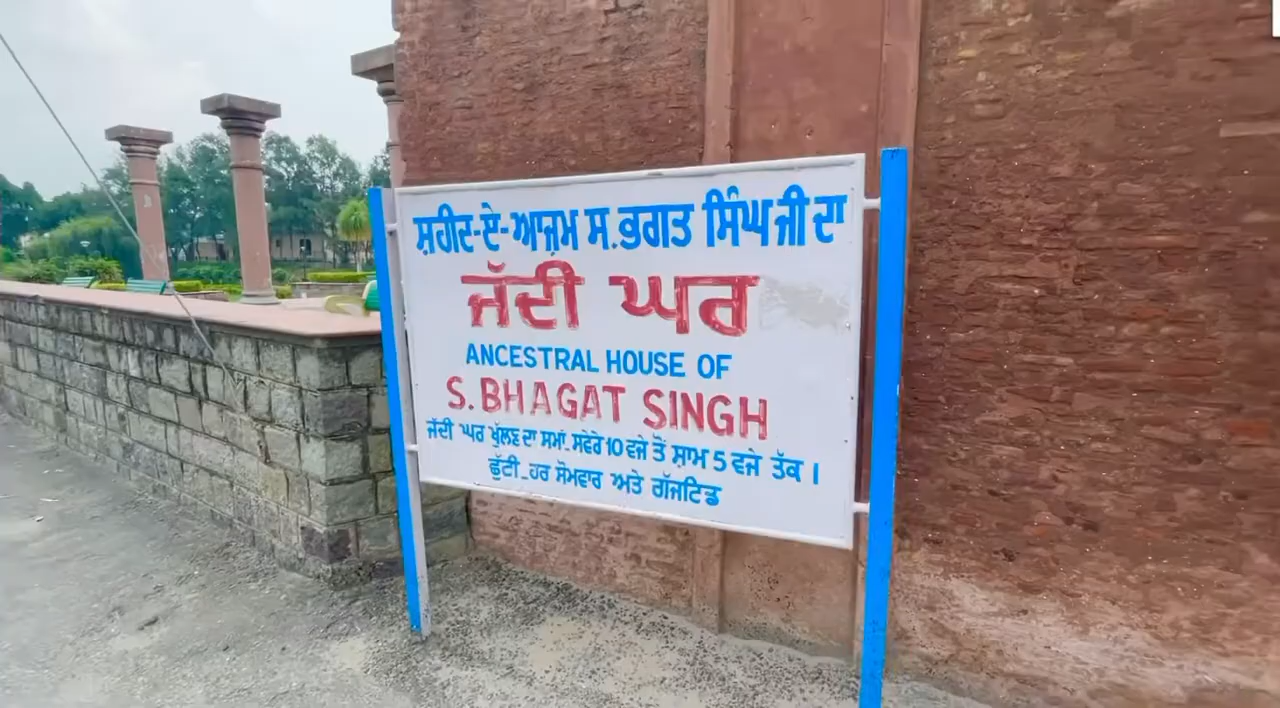 ਸ਼ਹੀਦ-ਏ-ਆਜ਼ਮ ਸ. ਭਗਤ ਸਿੰਘ ਜੀ ਦਾ
ਜੱਦੀ ਘਰ
ANCESTRAL HOUSE OF
S. BHAGAT SINGH
ਜੱਦੀ ਘਰ ਖੁੱਲਣ ਦਾ ਸਮਾਂ- ਸਵੇਰੇ 10 ਵਜੇ ਤੋਂ ਸ਼ਾਮ 5 ਵਜੇ ਤੱਕ ।
ਛੁੱਟੀ-ਹਰ ਸੋਮਵਾਰ ਅਤੇ ਗੱਜਟਿਡ